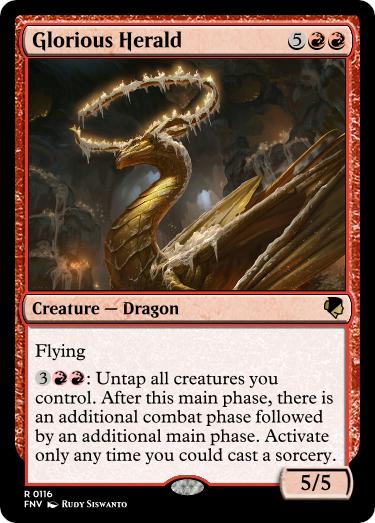 Glorious Herald 5
Creature — Dragon
Flying
3: Untap all creatures you
control. After this main phase, there is
an additional combat phase followed
by an additional main phase. Activate
only any time you could cast a sorcery.
5/5
R 0116
FNV Rudy Siswanto